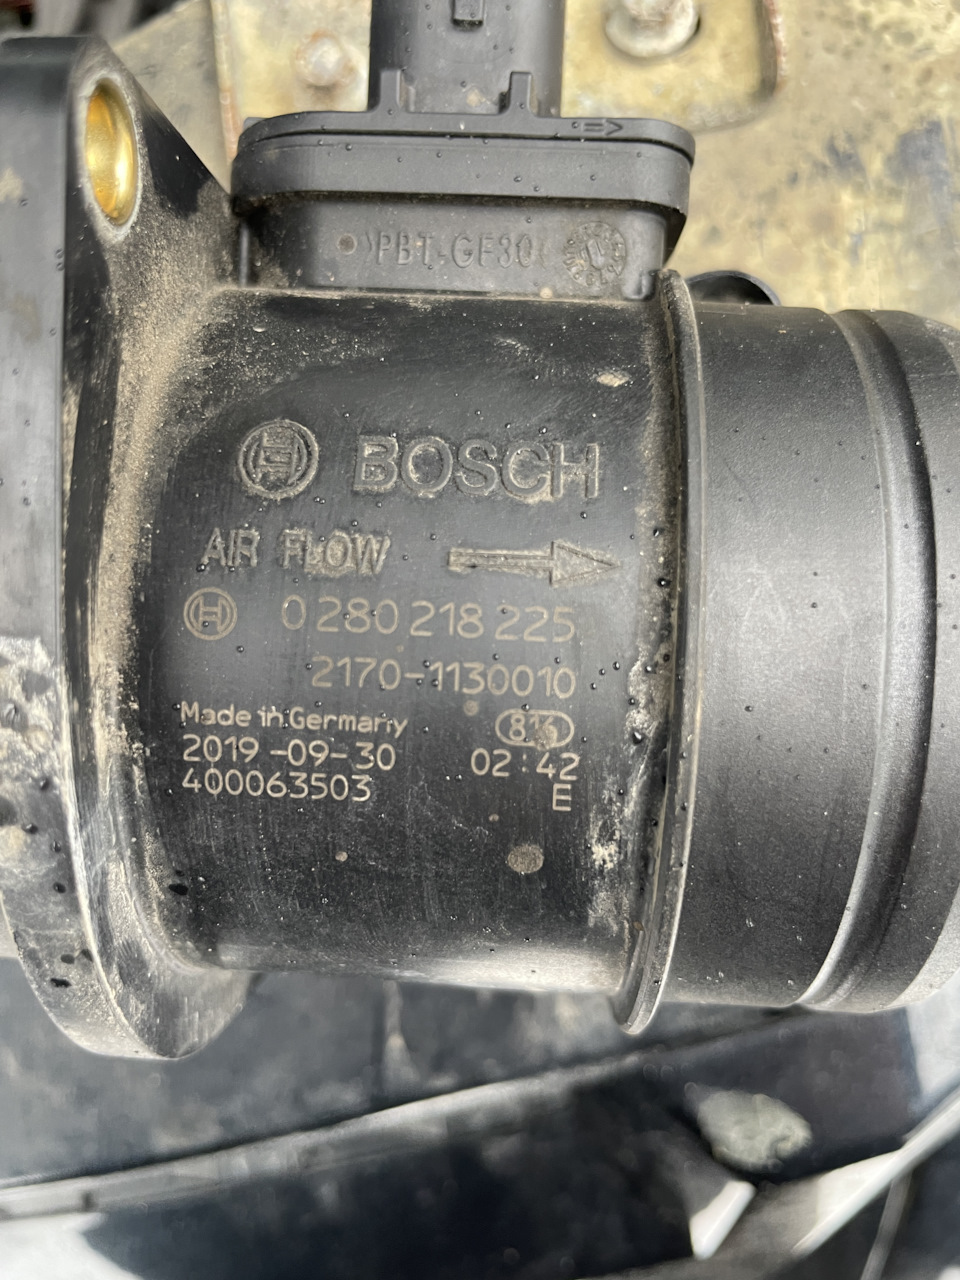 PBT-GF30
BOSCH
AIR FLOW
0 280 218 225
2170-1130010
Made in Germany
816
2019-09-30
02:42
400063503
E